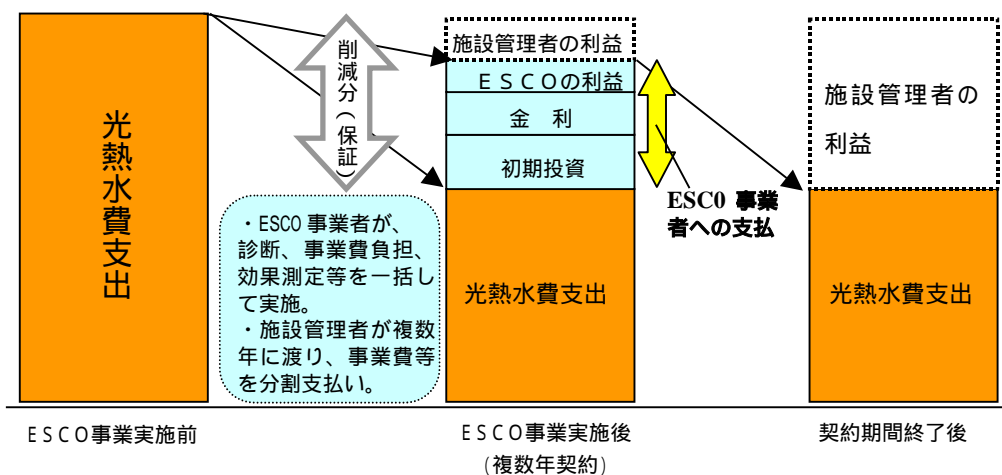 光熱水費支出
削減分(保証)
・ESCO 事業者が、
診断、事業費負担、
効果測定等を一括し
て実施。
・施設管理者が複数
年に渡り、事業費等
を分割支払い。
施設管理者の利益
ESCOの利益
金 利
初期投資
光熱水費支出
ESC0 事業
者への支払
施設管理者の
利益
光熱水費支出
ESCO事業実施前
ESCO事業実施後
(複数年契約)
契約期間終了後